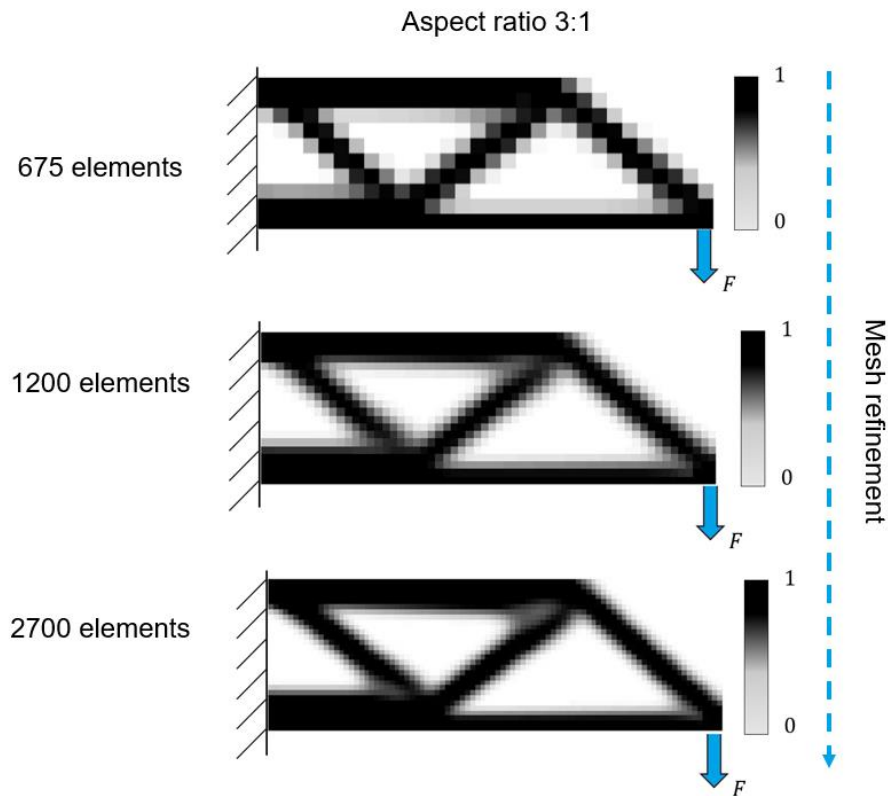 Aspect ratio 3:1
675 elements
1
0
F
1200 elements
1
0
F
2700 elements
1
0
F
Mesh refinement